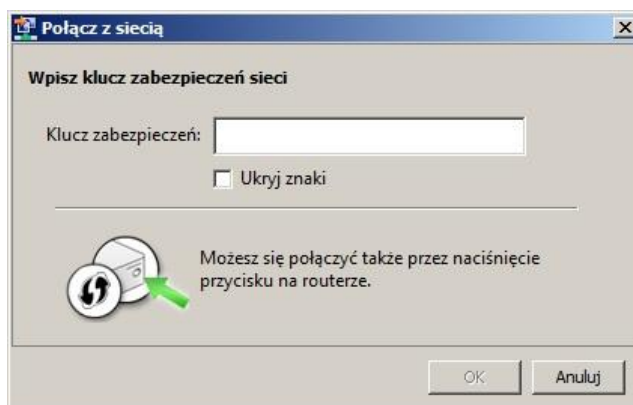 Połącz z siecią
Wpisz klucz zabezpieczeń sieci
Klucz zabezpieczeń:
Ukryj znaki
Możesz się połączyć także przez naciśnięcie
przycisku na routerze.
OK
Anuluj